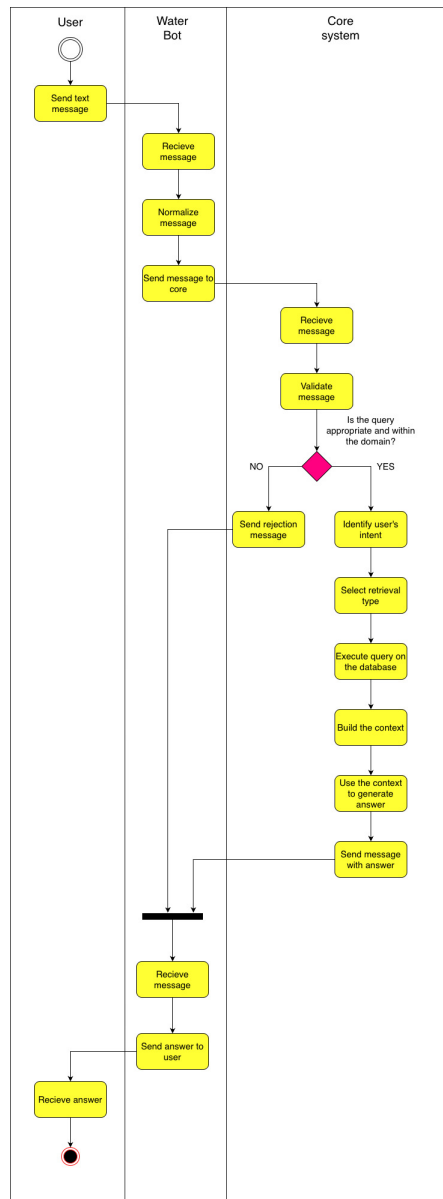 User
Water
Bot
Core
system
Send text
message
Recieve
message
Normalize
message
Send message to
core
Recieve
message
Validate
message
Is the query
appropriate and within
the domain?
NO
YES
Send rejection
message
Identify user's
intent
Select retrieval
type
Execute query on
the database
Build the context
Use the context
to generate
answer
Send message
with answer
Recieve
message
Send answer to
user
Recieve answer